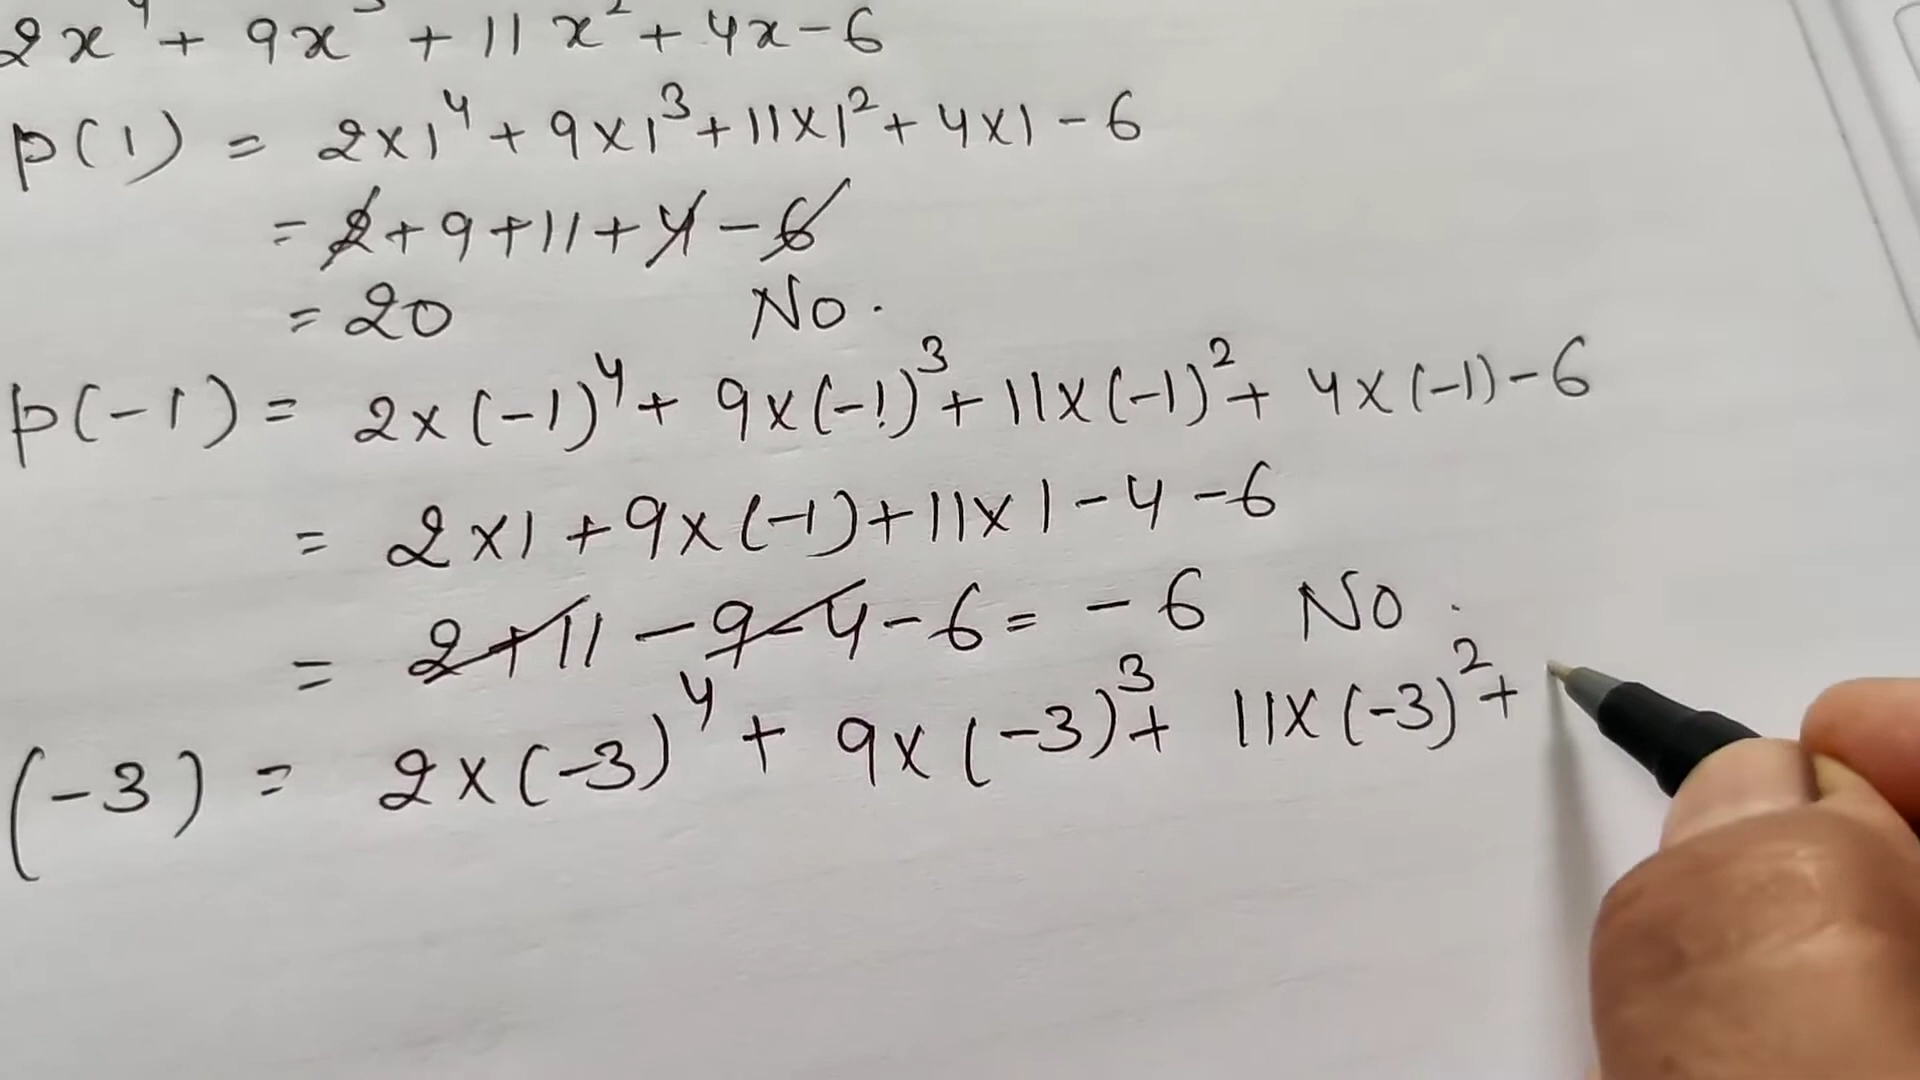 2x⁴ + 9x³ + 11x² + 4x - 6
p(1) = 2×1⁴ + 9×1³ + 11×1² + 4×1 - 6
= 2 + 9 + 11 + 4 - 6
= 20 No.
p(-1) = 2×(-1)⁴ + 9×(-1)³ + 11×(-1)² + 4×(-1) - 6
= 2×1 + 9×(-1) + 11×1 - 4 - 6
= 2 + 11 - 9 - 4 - 6 = - 6 No.
(-3) = 2×(-3)⁴ + 9×(-3)³ + 11×(-3)² +